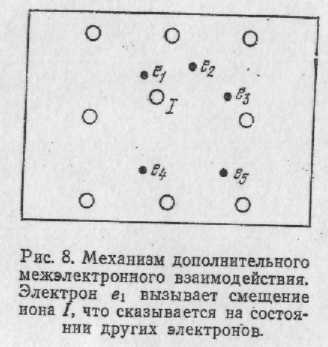 e₁
e₂
I
e₃
e₄
e₅
Рис. 8. Механизм дополнительного
межэлектронного взаимодействия.
Электрон e₁ вызывает смещение
иона I, что сказывается на состоя-
нии других электронов.